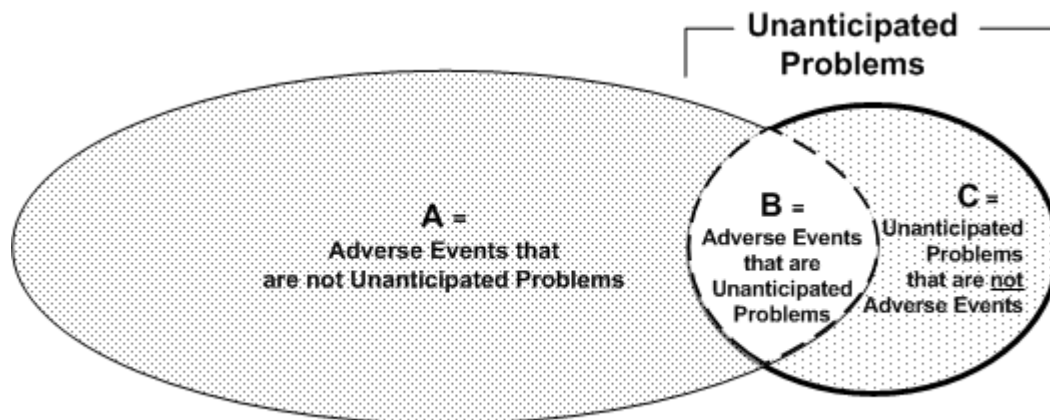 Unanticipated
Problems
A =
Adverse Events that
are not Unanticipated Problems
B =
Adverse Events
that are
Unanticipated
Problems
C =
Unanticipated
Problems
that are not
Adverse Events